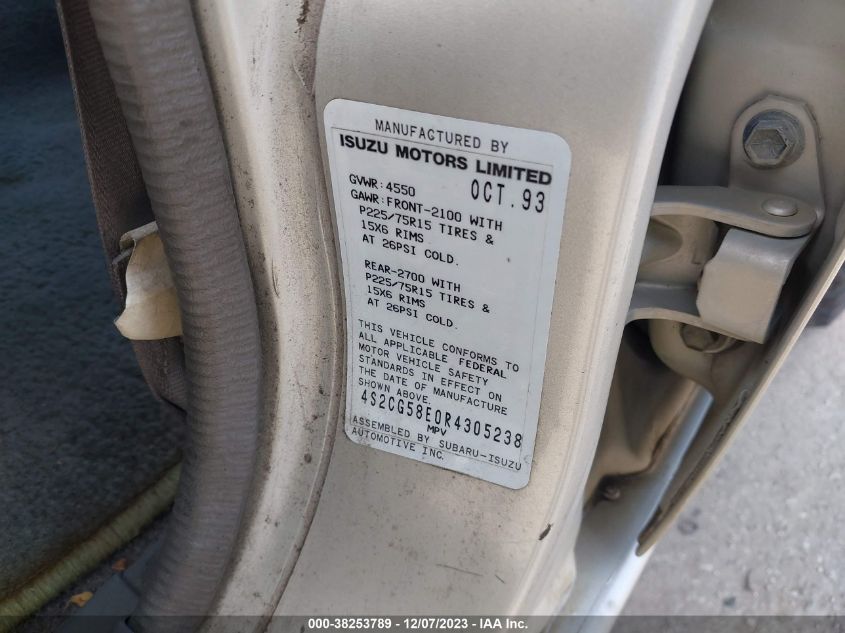 MANUFACTURED BY
ISUZU MOTORS LIMITED
OCT.93
GVWR:4550
GAWR:FRONT-2100 WITH
P225/75R15 TIRES &
15X6 RIMS
AT 26PSI COLD.
REAR-2700 WITH
P225/75R15 TIRES &
15X6 RIMS
AT 26PSI COLD.
THIS VEHICLE CONFORMS TO
ALL APPLICABLE FEDERAL
MOTOR VEHICLE SAFETY
STANDARDS IN EFFECT ON
THE DATE OF MANUFACTURE
SHOWN ABOVE.
4S2CG58E0R4305238
MPV
ASSEMBLED BY SUBARU-ISUZU
AUTOMOTIVE INC.
000-38253789 - 12/07/2023 - IAA Inc.